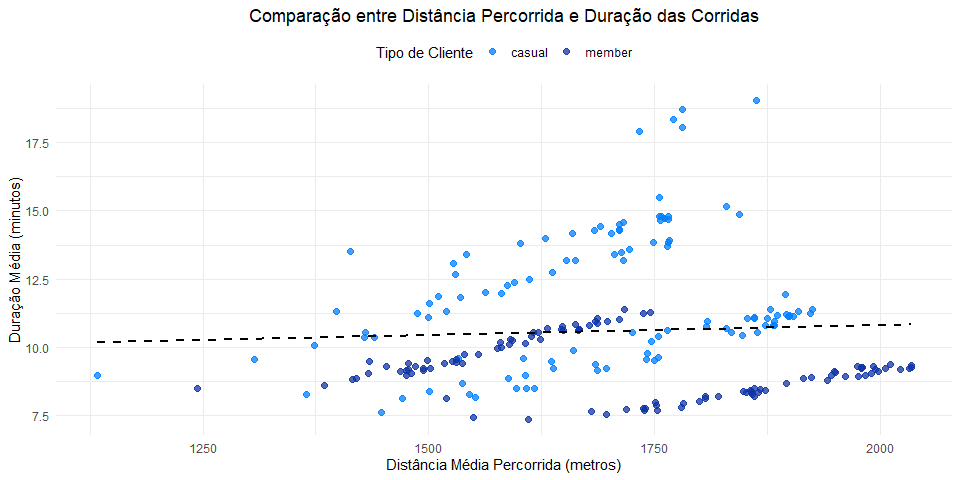 Comparação entre Distância Percorrida e Duração das Corridas
Tipo de Cliente casual member
Duração Média (minutos)
17.5
15.0
12.5
10.0
7.5
1250 1500 1750 2000
Distância Média Percorrida (metros)